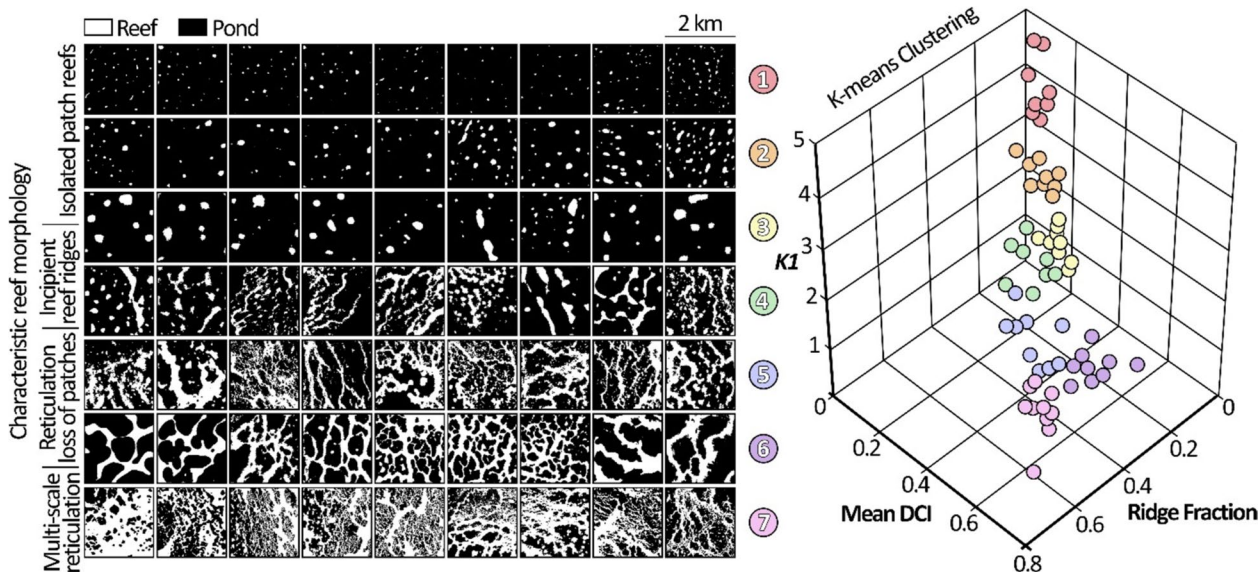 Reef
Pond
2 km
Characteristic reef morphology
Isolated patch reefs
Incipient
reef ridges
Reticulation
loss of patches
Multi-scale
reticulation
1
2
3
4
5
6
7
K-means Clustering
5
4
3
K1
2
1
0
0.2
0.4
0.6
0.8
0
0.2
0.4
0.6
Mean DCI
Ridge Fraction